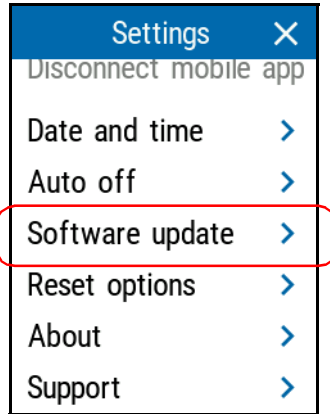 Settings
Disconnect mobile app
Date and time
Auto off
Software update
Reset options
About
Support